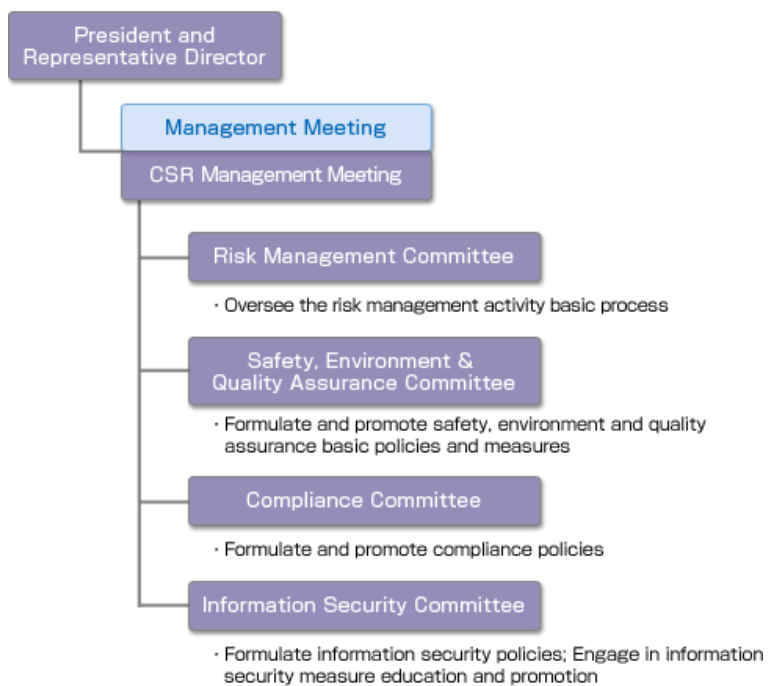 President and
Representative Director
Management Meeting
CSR Management Meeting
Risk Management Committee
・Oversee the risk management activity basic process
Safety, Environment &
Quality Assurance Committee
・Formulate and promote safety, environment and quality
assurance basic policies and measures
Compliance Committee
・Formulate and promote compliance policies
Information Security Committee
・Formulate information security policies; Engage in information
security measure education and promotion